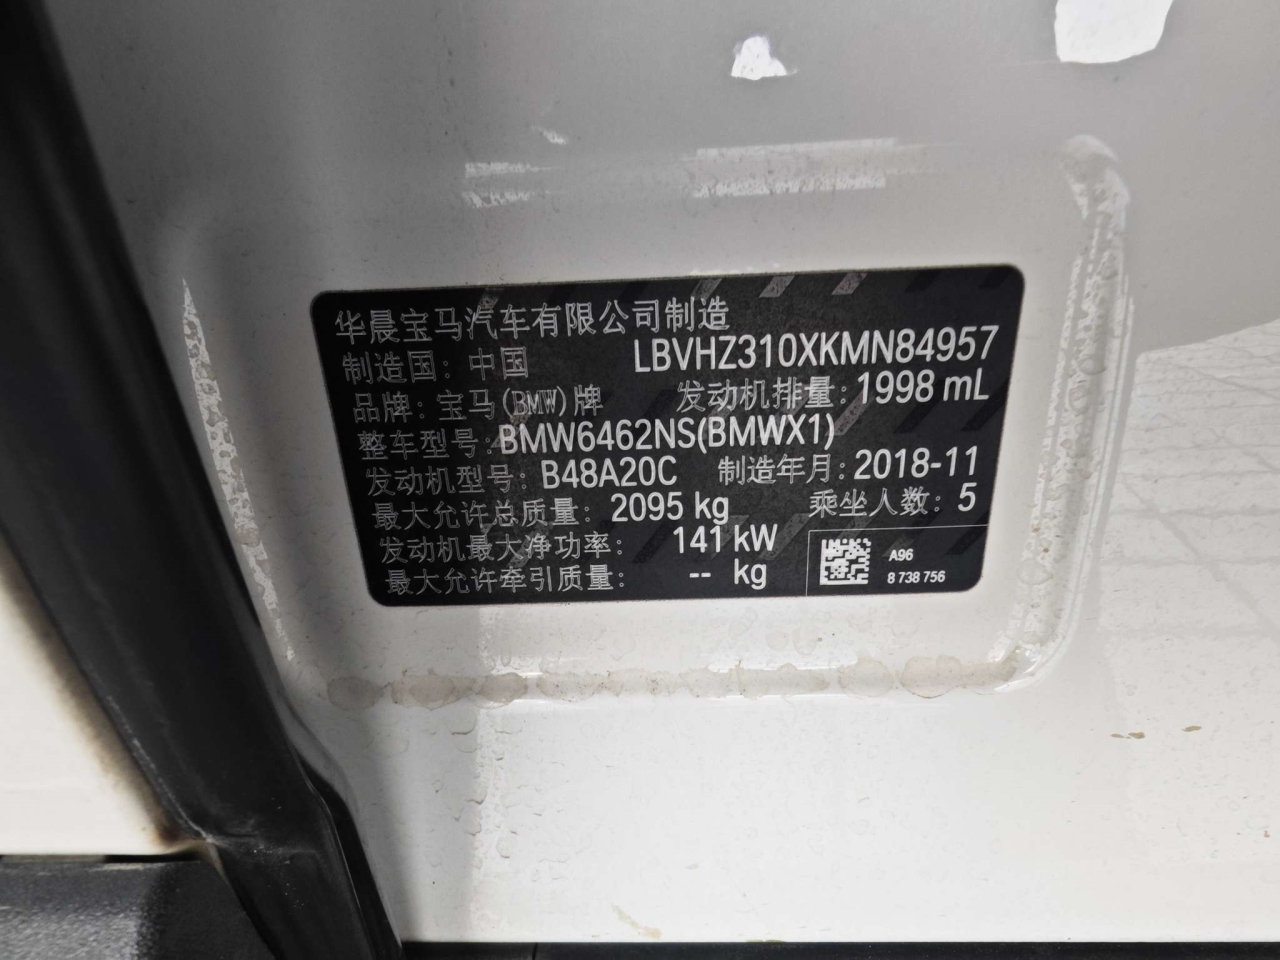 华晨宝马汽车有限公司制造
制造国：中国 LBVHZ310XKMN84957
品牌：宝马(BMW)牌 发动机排量：1998 mL
整车型号：BMW6462NS(BMWX1)
发动机型号：B48A20C 制造年月：2018-11
最大允许总质量：2095 kg 乘坐人数：5
发动机最大净功率：141 kW
最大允许牵引质量：-- kg
A96
8 738 756